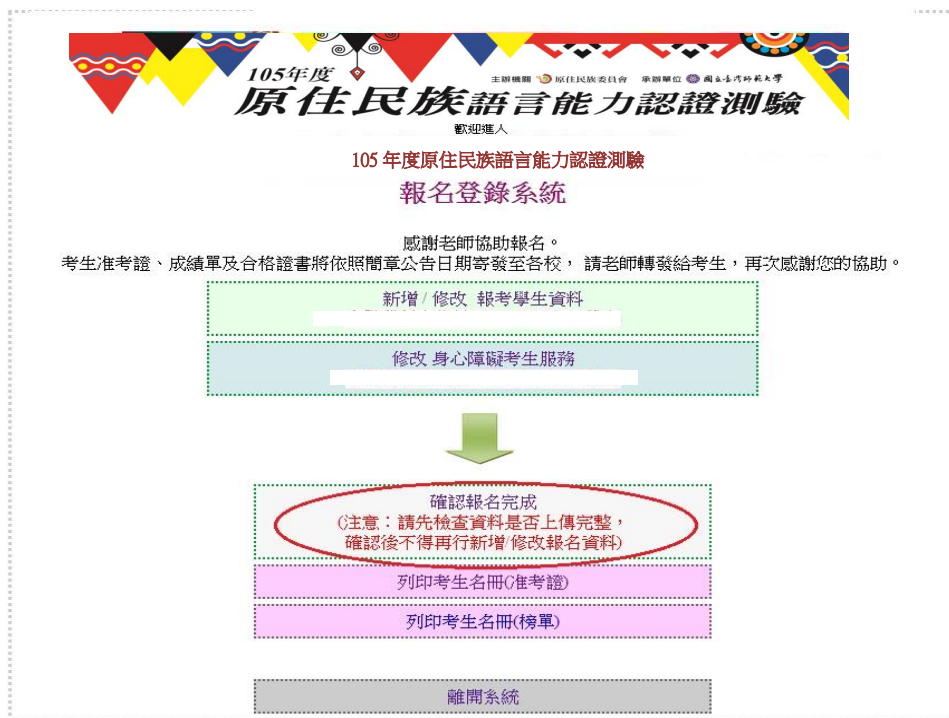 105年度
主辦機關 原住民族委員會 承辦單位 國立臺灣師範大學
原住民族語言能力認證測驗
歡迎進入
105 年度原住民族語言能力認證測驗
報名登錄系統
感謝老師協助報名。
考生准考證、成績單及合格證書將依照簡章公告日期寄發至各校， 請老師轉發給考生，再次感謝您的協助。
新增 / 修改 報考學生資料
修改 身心障礙考生服務
確認報名完成
(注意：請先檢查資料是否上傳完整，
確認後不得再行新增/修改報名資料)
列印考生名冊(准考證)
列印考生名冊(榜單)
離開系統